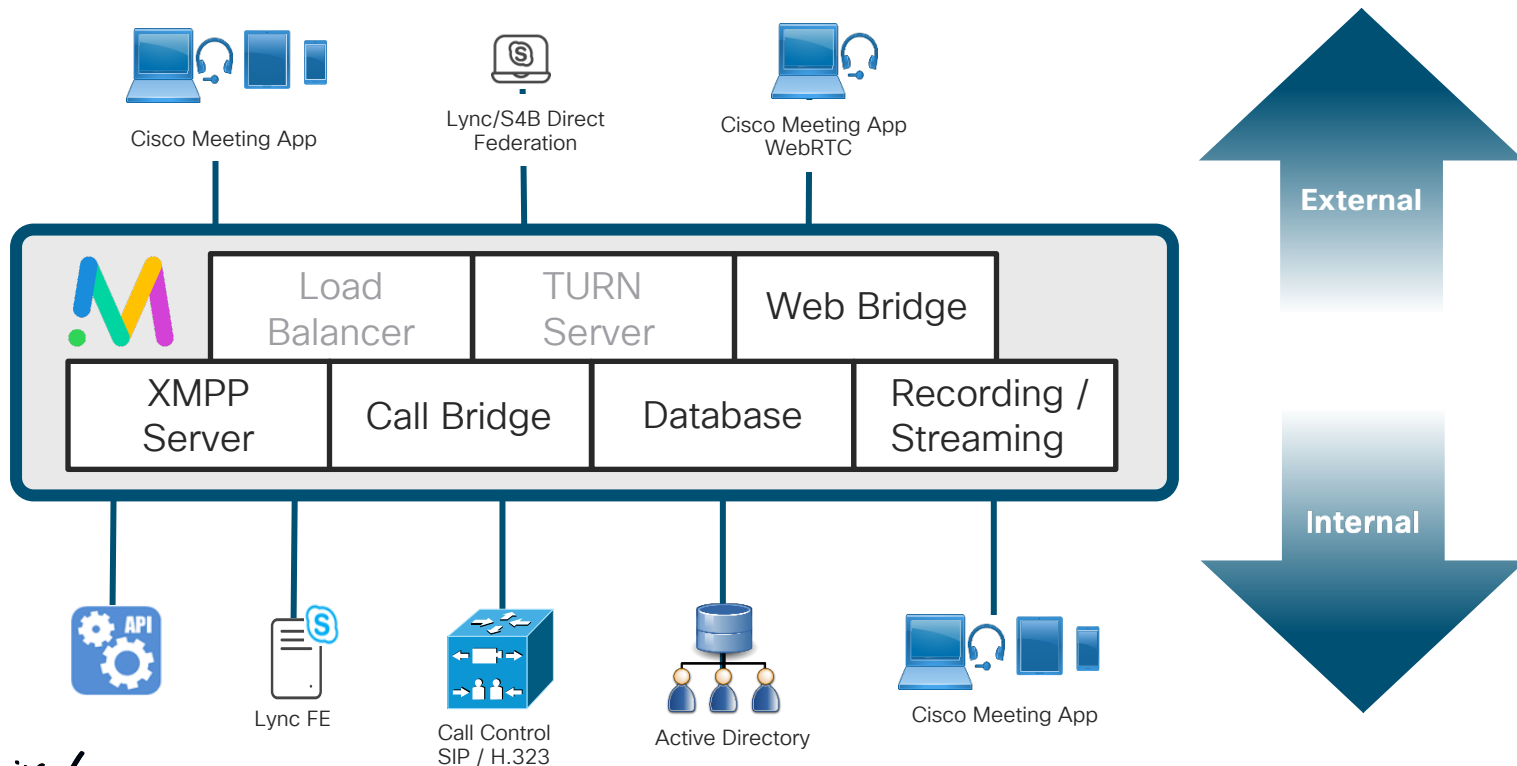 Cisco Meeting App
Lync/S4B Direct
Federation
Cisco Meeting App
WebRTC
External
Load
Balancer
TURN
Server
Web Bridge
XMPP
Server
Call Bridge
Database
Recording /
Streaming
Internal
API
S
Lync FE
Call Control
SIP / H.323
Active Directory
Cisco Meeting App